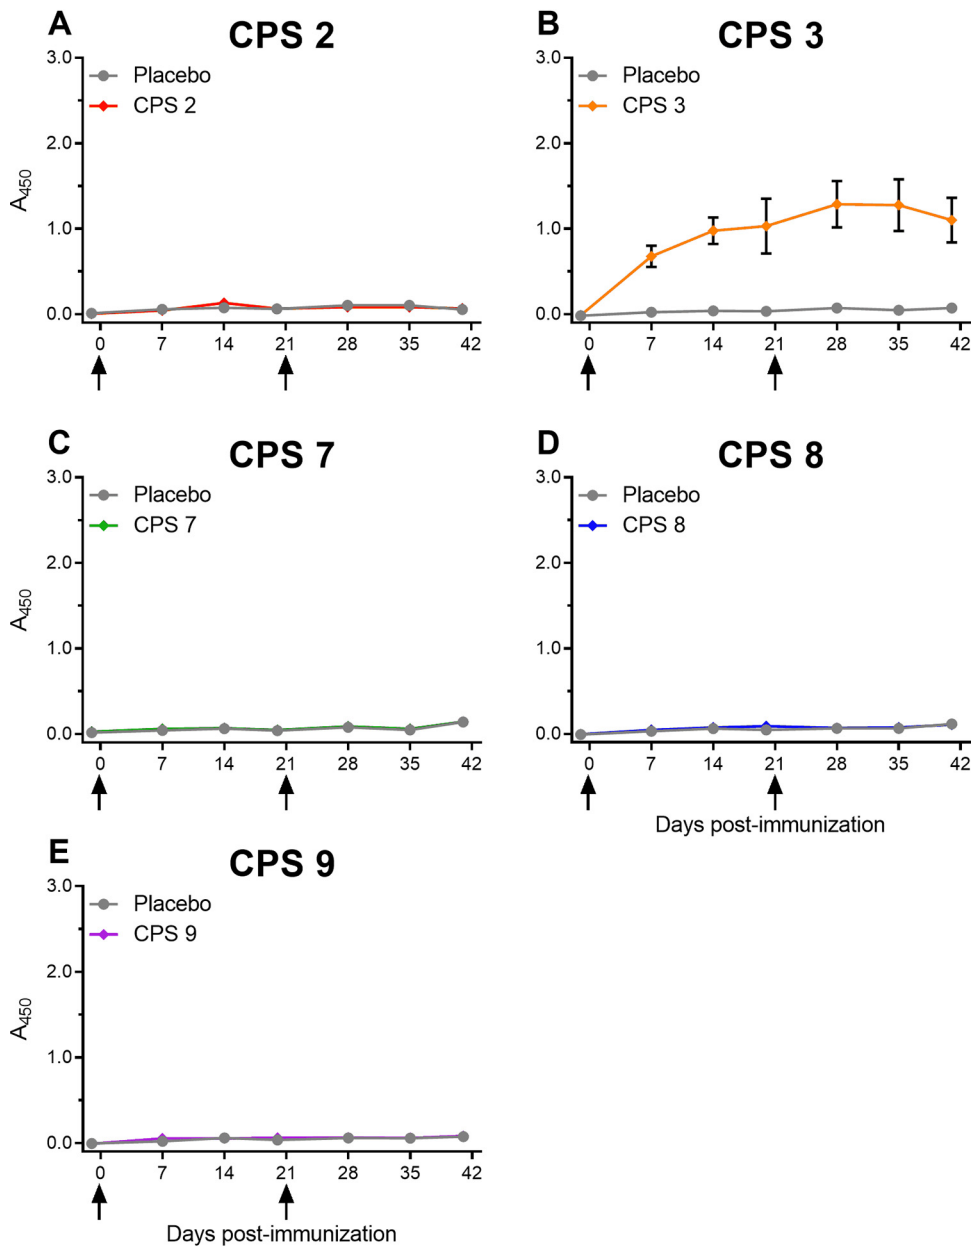 A
CPS 2
3.0
Placebo
CPS 2
2.0
A450
1.0
0.0
0 7 14 21 28 35 42
B
CPS 3
3.0
Placebo
CPS 3
2.0
1.0
0.0
0 7 14 21 28 35 42
C
CPS 7
3.0
Placebo
CPS 7
2.0
A450
1.0
0.0
0 7 14 21 28 35 42
D
CPS 8
3.0
Placebo
CPS 8
2.0
1.0
0.0
0 7 14 21 28 35 42
Days post-immunization
E
CPS 9
3.0
Placebo
CPS 9
2.0
A450
1.0
0.0
0 7 14 21 28 35 42
Days post-immunization